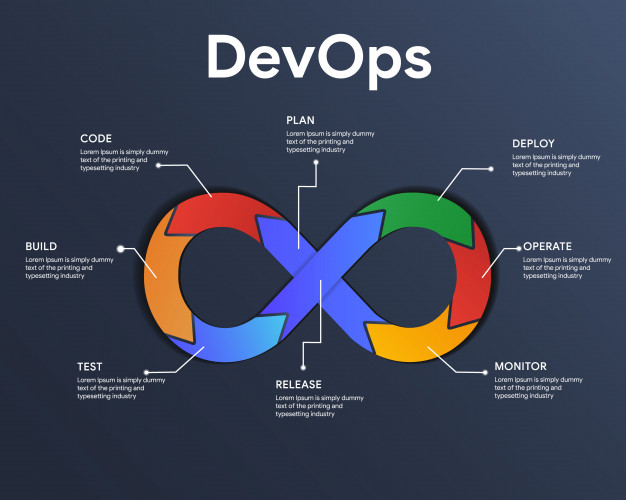 DevOps
PLAN
Lorem Ipsum is simply dummy
text of the printing and
typesetting industry
CODE
Lorem Ipsum is simply dummy
text of the printing and
typesetting industry
DEPLOY
Lorem Ipsum is simply dummy
text of the printing and
typesetting industry
BUILD
Lorem Ipsum is simply dummy
text of the printing and
typesetting industry
OPERATE
Lorem Ipsum is simply dummy
text of the printing and
typesetting industry
TEST
Lorem Ipsum is simply dummy
text of the printing and
typesetting industry
RELEASE
Lorem Ipsum is simply dummy
text of the printing and
typesetting industry
MONITOR
Lorem Ipsum is simply dummy
text of the printing and
typesetting industry